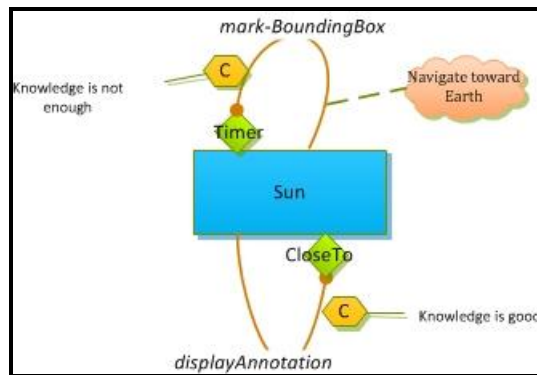 mark-BoundingBox
C
Knowledge is not
enough
Navigate toward
Earth
Timer
Sun
CloseTo
C
Knowledge is good
displayAnnotation